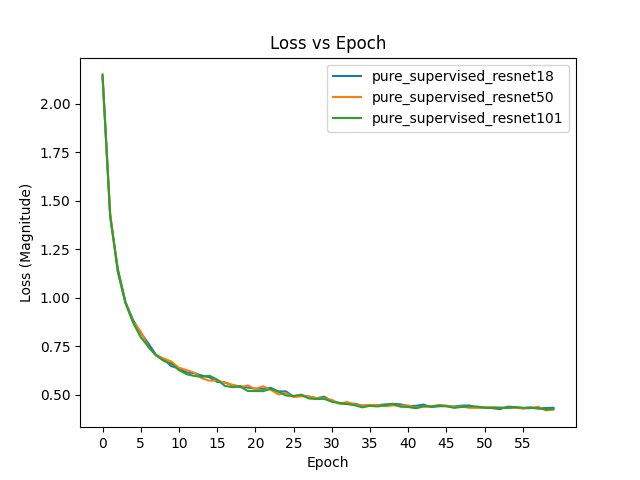 Loss vs Epoch
pure_supervised_resnet18
pure_supervised_resnet50
pure_supervised_resnet101
Loss (Magnitude)
2.00
1.75
1.50
1.25
1.00
0.75
0.50
0 5 10 15 20 25 30 35 40 45 50 55
Epoch